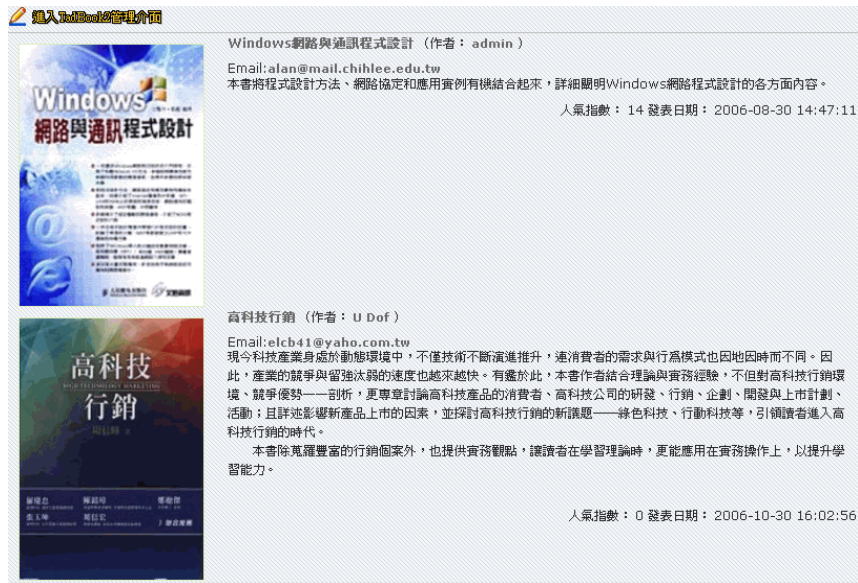 進入TadBook2管理介面
Windows網路與通訊程式設計（作者： admin ）
Email:alan@mail.chihlee.edu.tw
本書將程式設計方法、網路協定和應用實例有機結合起來，詳細闡明Windows網路程式設計的各方面內容。
人氣指數： 14 發表日期： 2006-08-30 14:47:11
Windows
網路與通訊程式設計
高科技行銷（作者： U Dof ）
Email:elcb41@yaho.com.tw
現今科技產業身處於動態環境中，不僅技術不斷演進推升，連消費者的需求與行為模式也因地因時而不同。因
此，產業的競爭與留強汰弱的速度也越來越快。有鑑於此，本書作者結合理論與實務經驗，不但對高科技行銷環
境、競爭優勢一一剖析，更專章討論高科技產品的消費者、高科技公司的研發、行銷、企劃、開發與上市計劃、
活動；且詳述影響新產品上市的因素，並探討高科技行銷的新議題——綠色科技、行動科技等，引領讀者進入高
科技行銷的時代。
本書除蒐羅豐富的行銷個案外，也提供實務觀點，讓讀者在學習理論時，更能應用在實務操作上，以提升學
習能力。
人氣指數： 0 發表日期： 2006-10-30 16:02:56
高科技
HIGH TECHNOLOGY MARKETING
行銷